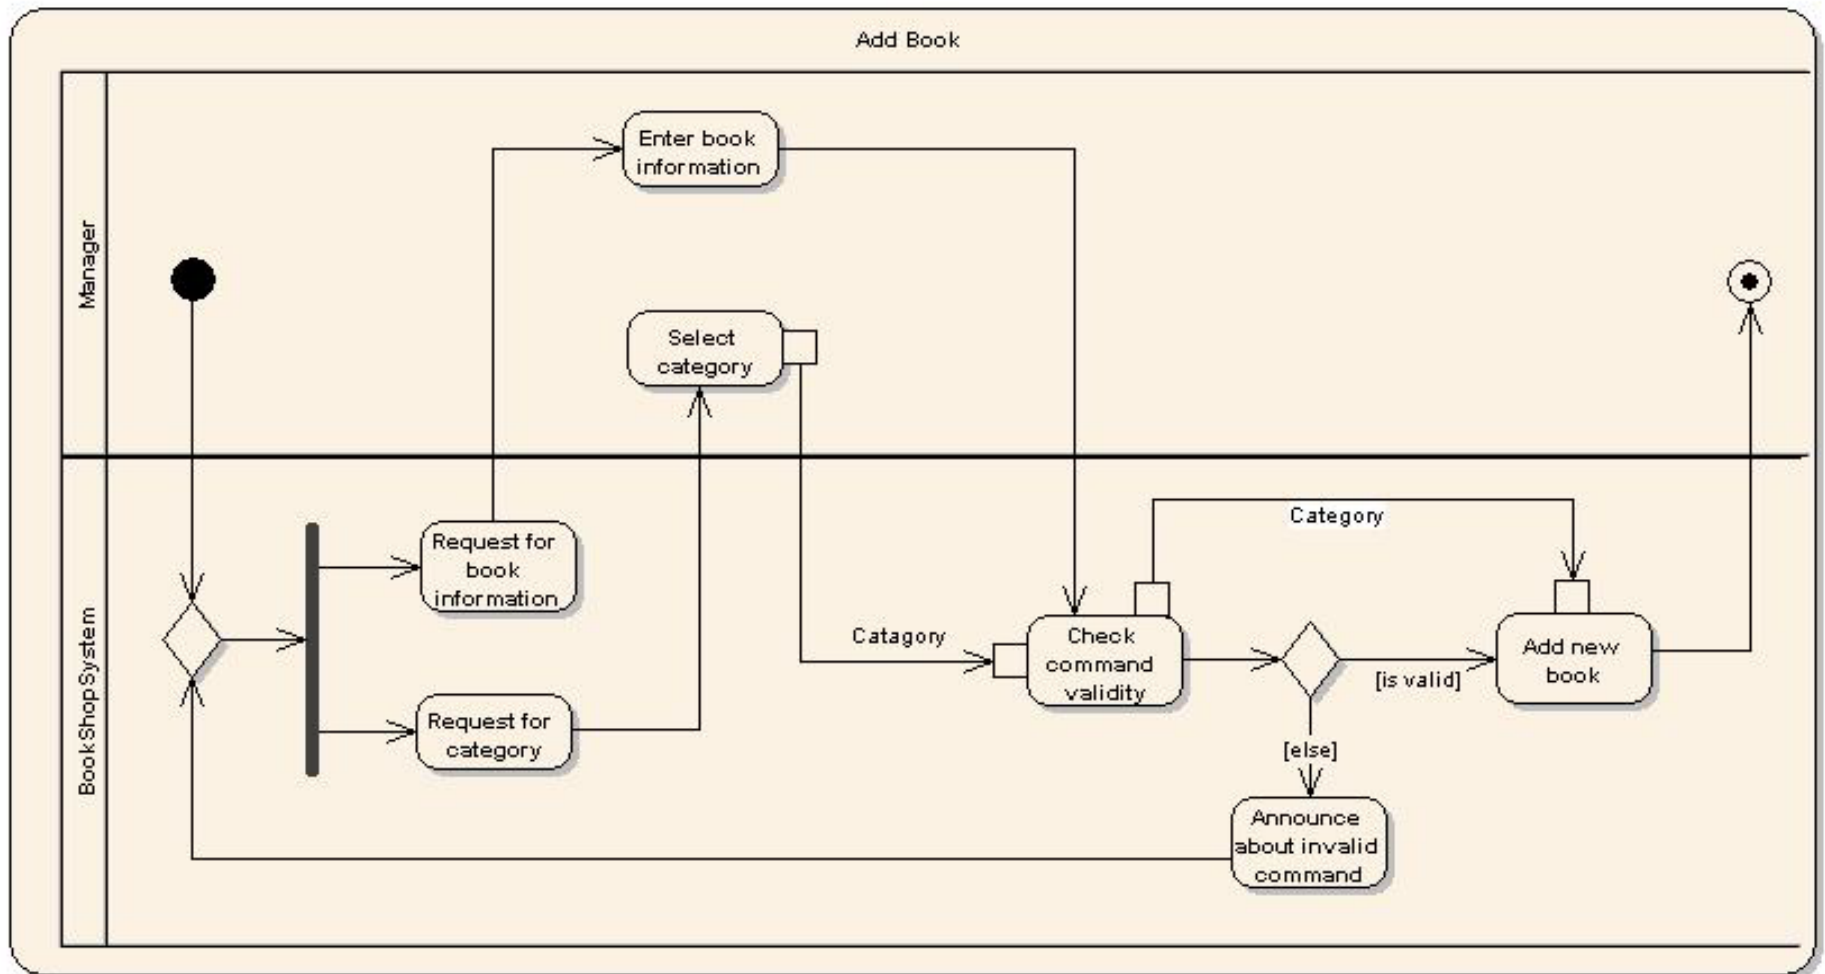 Add Book
Manager
Enter book
information
Select
category
BookShopSystem
Request for
book
information
Request for
category
Catagory
Check
command
validity
Category
[is valid]
Add new
book
[else]
Announce
about invalid
command